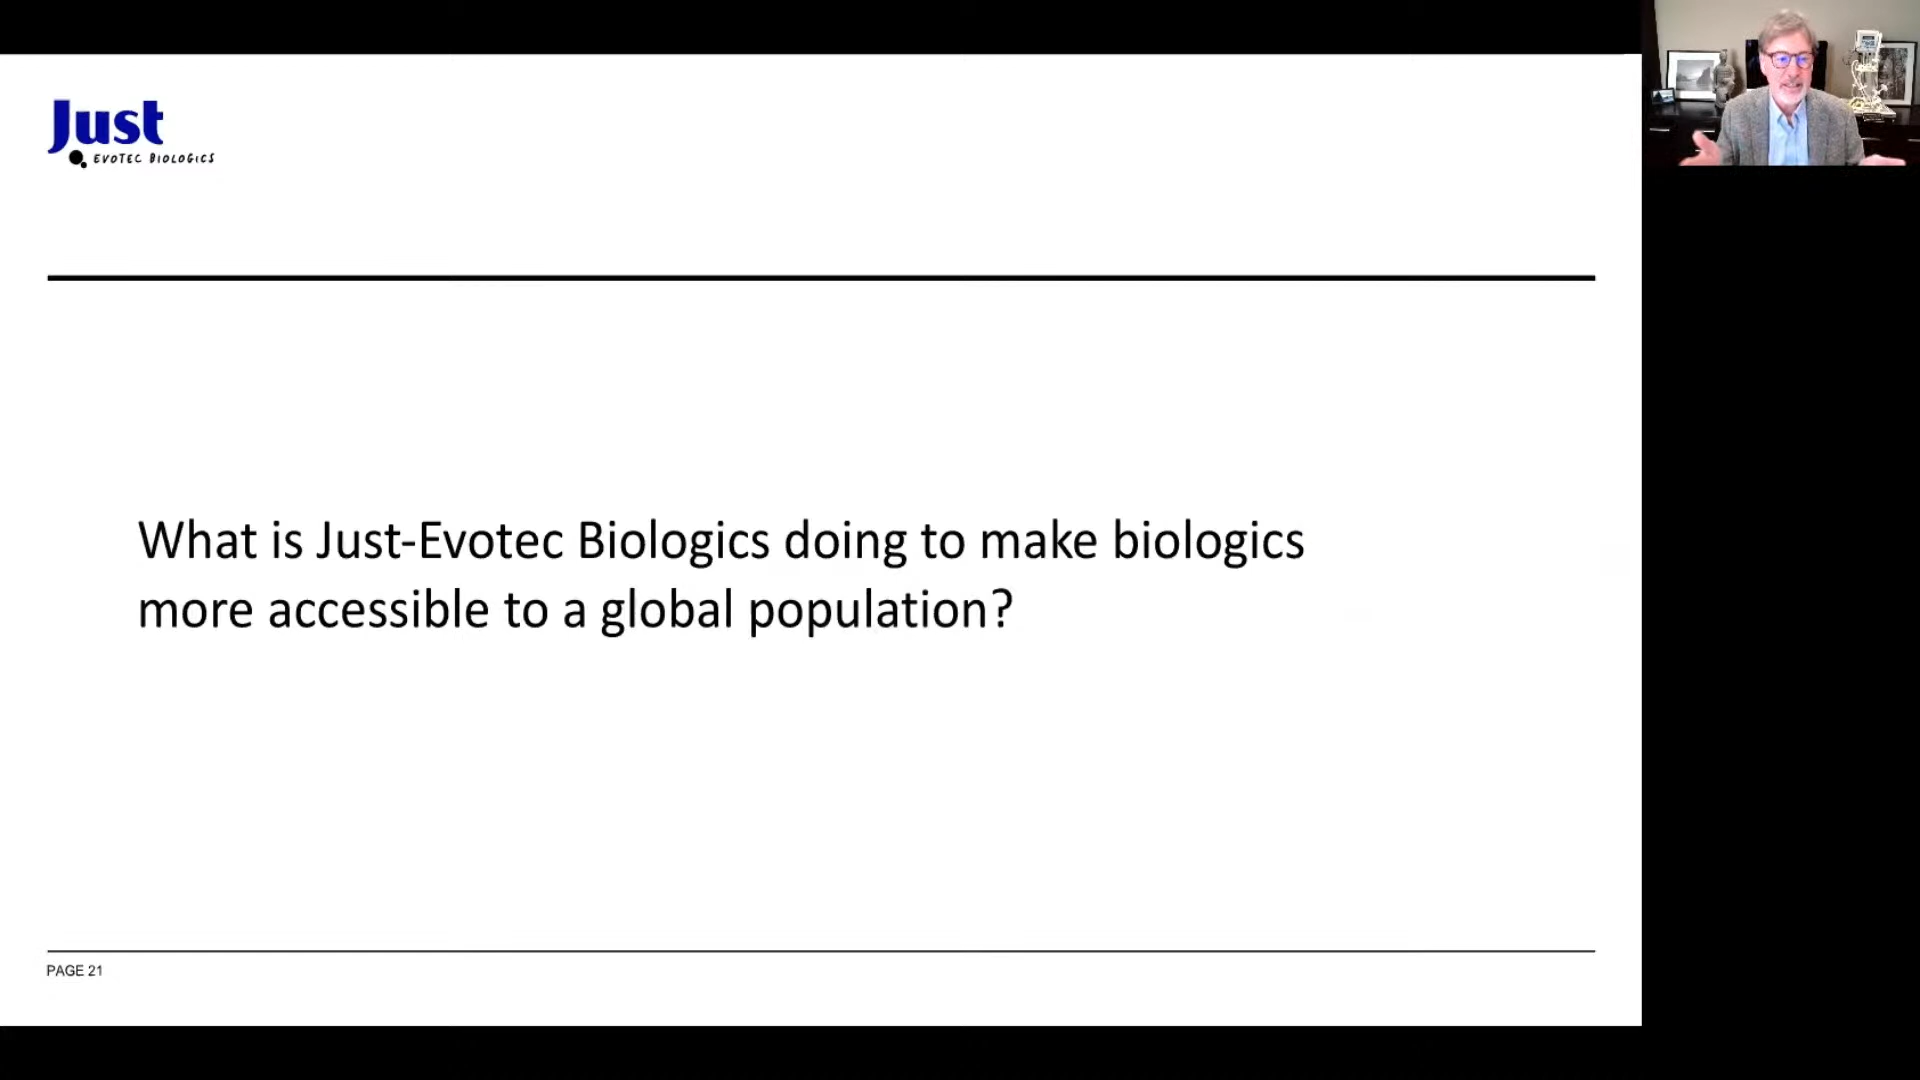 Just
EVOTEC BIOLOGICS
What is Just-Evotec Biologics doing to make biologics
more accessible to a global population?
PAGE 21